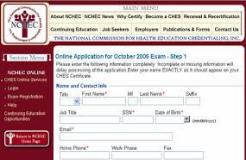 MAIN MENU
About NCHEC NCHEC News Why Certify Become a CHES Renewal & Recertification
Continuing Education Job Seekers Employers Publications & Forms Contact Us
THE NATIONAL COMMISSION FOR HEALTH EDUCATION CREDENTIALING, INC.
NCHEC
Section Menu
NCHEC ONLINE
CHES Online Services
Login
Exam Registration
Help
Continuing Education Opportunities
Return to NCHEC Home Page
Online Application for October 2006 Exam - Step 1
Please enter the following information completely. Incomplete or missing information will
delay processing of the application. Enter your name EXACTLY as it should appear on your
CHES Certificate.
Name and Contact Info
Title First Name* MI Last Name* Suffix
Job Title SSN* Date of Birth*
Email*
Home Phone* Work Phone Fax